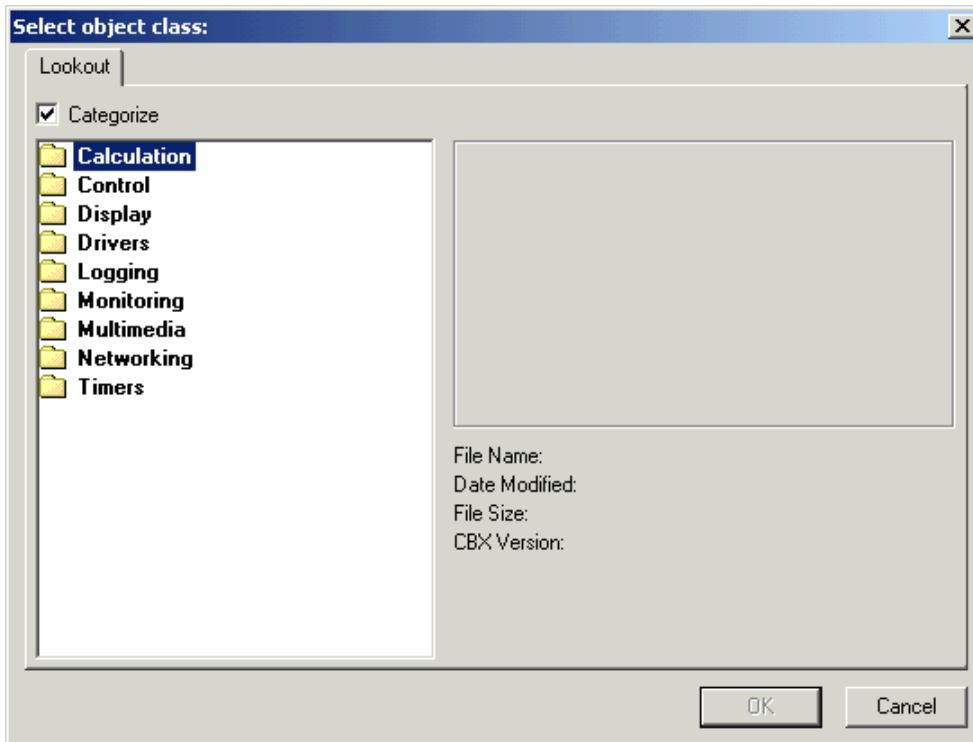 Select object class:
Lookout
Categorize
Calculation
Control
Display
Drivers
Logging
Monitoring
Multimedia
Networking
Timers
File Name:
Date Modified:
File Size:
CBX Version:
OK
Cancel